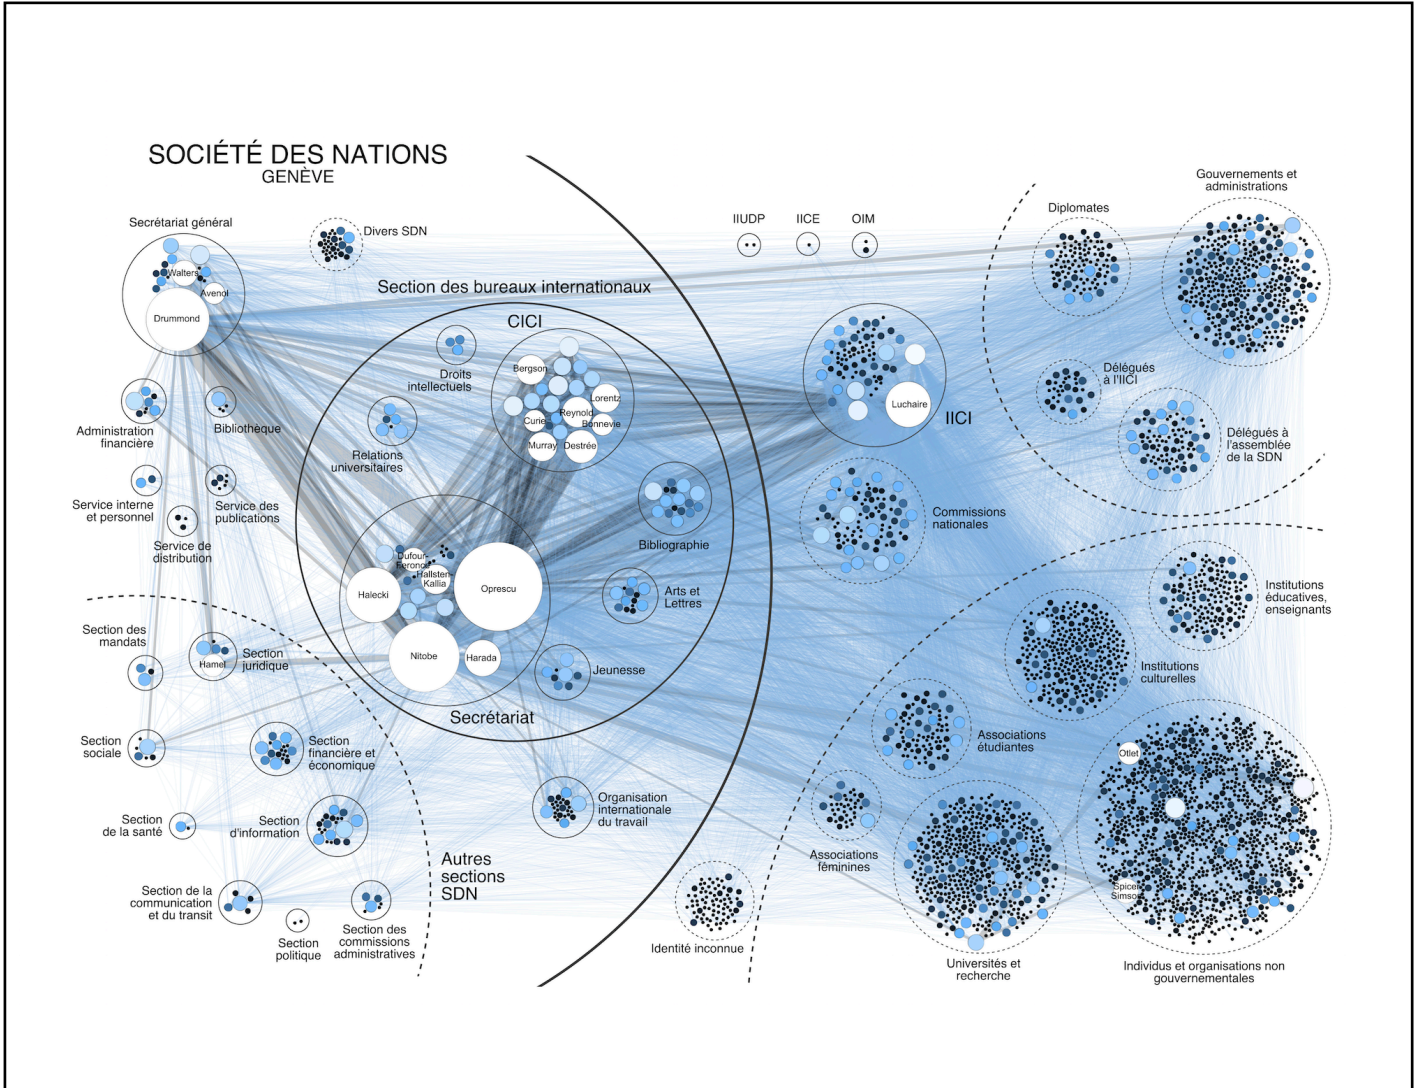 SOCIÉTÉ DES NATIONS
GENÈVE
Secrétariat général
Divers SDN
Walters
Avenol
Drummond
Section des bureaux internationaux
CICI
Droits
intellectuels
Relations
universitaires
Bergson
Lorentz
Reynold
Curie
Bonnevie
Murray
Destrée
Administration
financière
Bibliothèque
Service interne
et personnel
Service des
publications
Service de
distribution
Bibliographie
Dufour-
Feronce
Hallsten-
Kallia
Halecki
Oprescu
Nitobe
Harada
Arts et
Lettres
Jeunesse
Secrétariat
Section des
mandats
Hamel
Section
juridique
Section
sociale
Section
financière et
économique
Section
de la santé
Section
d'information
Section de la
communication
et du transit
Section
politique
Section des
commissions
administratives
Autres
sections
SDN
Organisation
internationale
du travail
IIUDP
IICE
OIM
Luchaire
IICI
Commissions
nationales
Diplomates
Gouvernements et
administrations
Délégués
à l'IICI
Délégués à
l'assemblée
de la SDN
Institutions
éducatives,
enseignants
Institutions
culturelles
Associations
étudiantes
Associations
féminines
Otlet
Spicer
Simson
Identité inconnue
Universités et
recherche
Individus et organisations non
gouvernementales